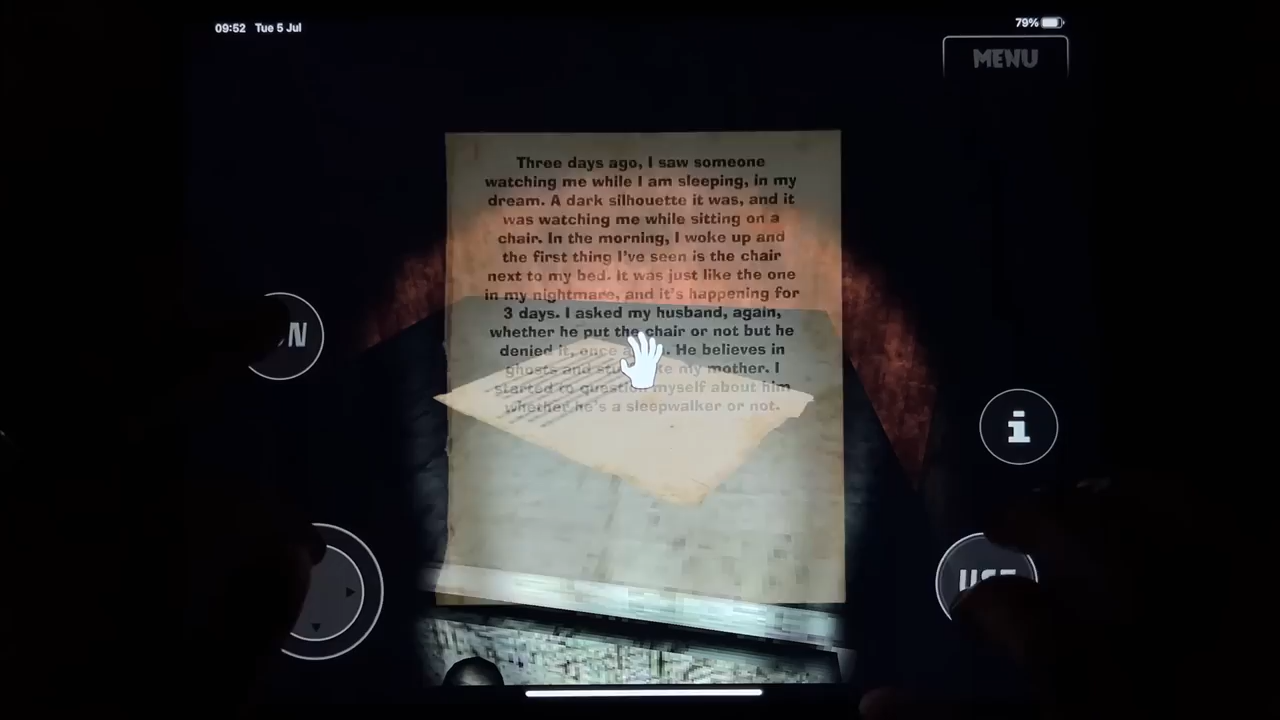 09:52 Tue 5 Jul
79%
MENU
Three days ago, I saw someone
watching me while I am sleeping, in my
dream. A dark silhouette it was, and it
was watching me while sitting on a
chair. In the morning, I woke up and
the first thing I've seen is the chair
next to my bed. It was just like the one
in my nightmare, and it's happening for
3 days. I asked my husband, again,
whether he put the chair or not but he
denied it, once He believes in
ghosts and my mother. I
started to question myself about him
whether he's a sleepwalker or not.
i
USE